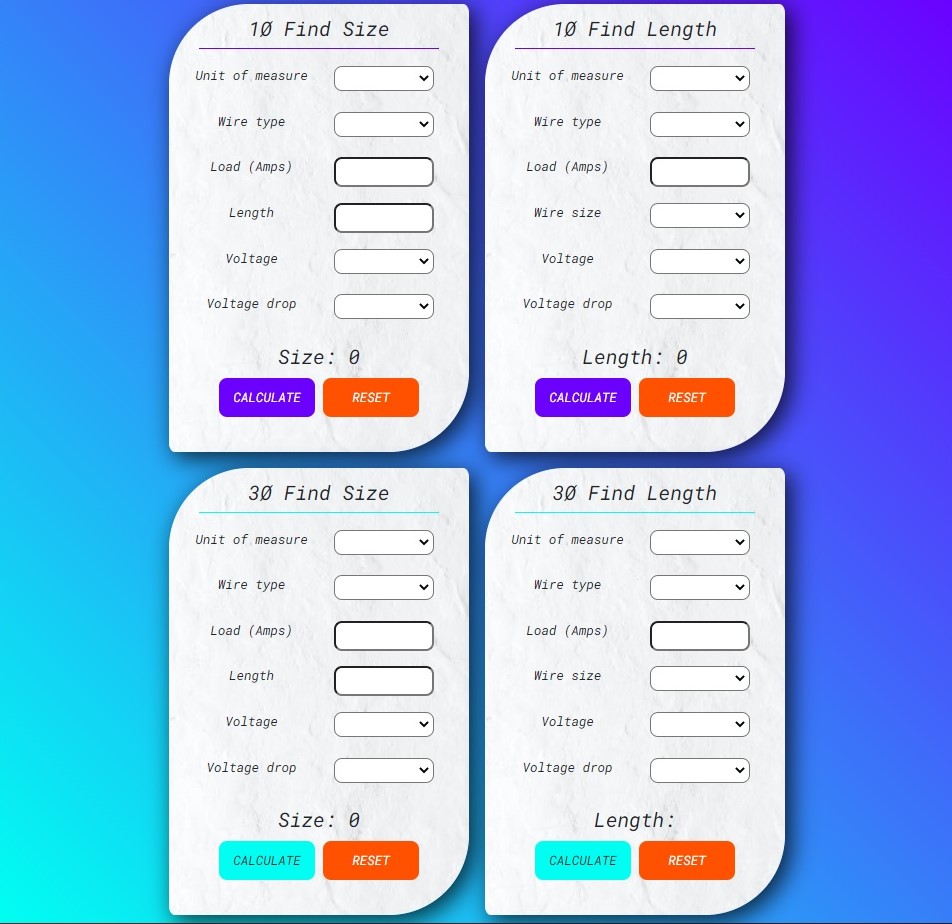 1Ø Find Size
Unit of measure
Wire type
Load (Amps)
Length
Voltage
Voltage drop
Size: 0
CALCULATE RESET
1Ø Find Length
Unit of measure
Wire type
Load (Amps)
Wire size
Voltage
Voltage drop
Length: 0
CALCULATE RESET
3Ø Find Size
Unit of measure
Wire type
Load (Amps)
Length
Voltage
Voltage drop
Size: 0
CALCULATE RESET
3Ø Find Length
Unit of measure
Wire type
Load (Amps)
Wire size
Voltage
Voltage drop
Length:
CALCULATE RESET